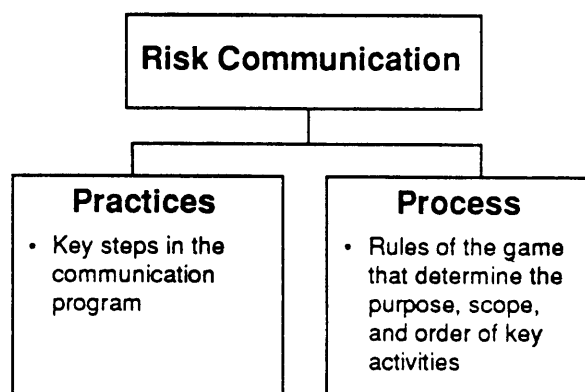 Risk Communication
Practices
• Key steps in the
communication
program
Process
• Rules of the game
that determine the
purpose, scope,
and order of key
activities